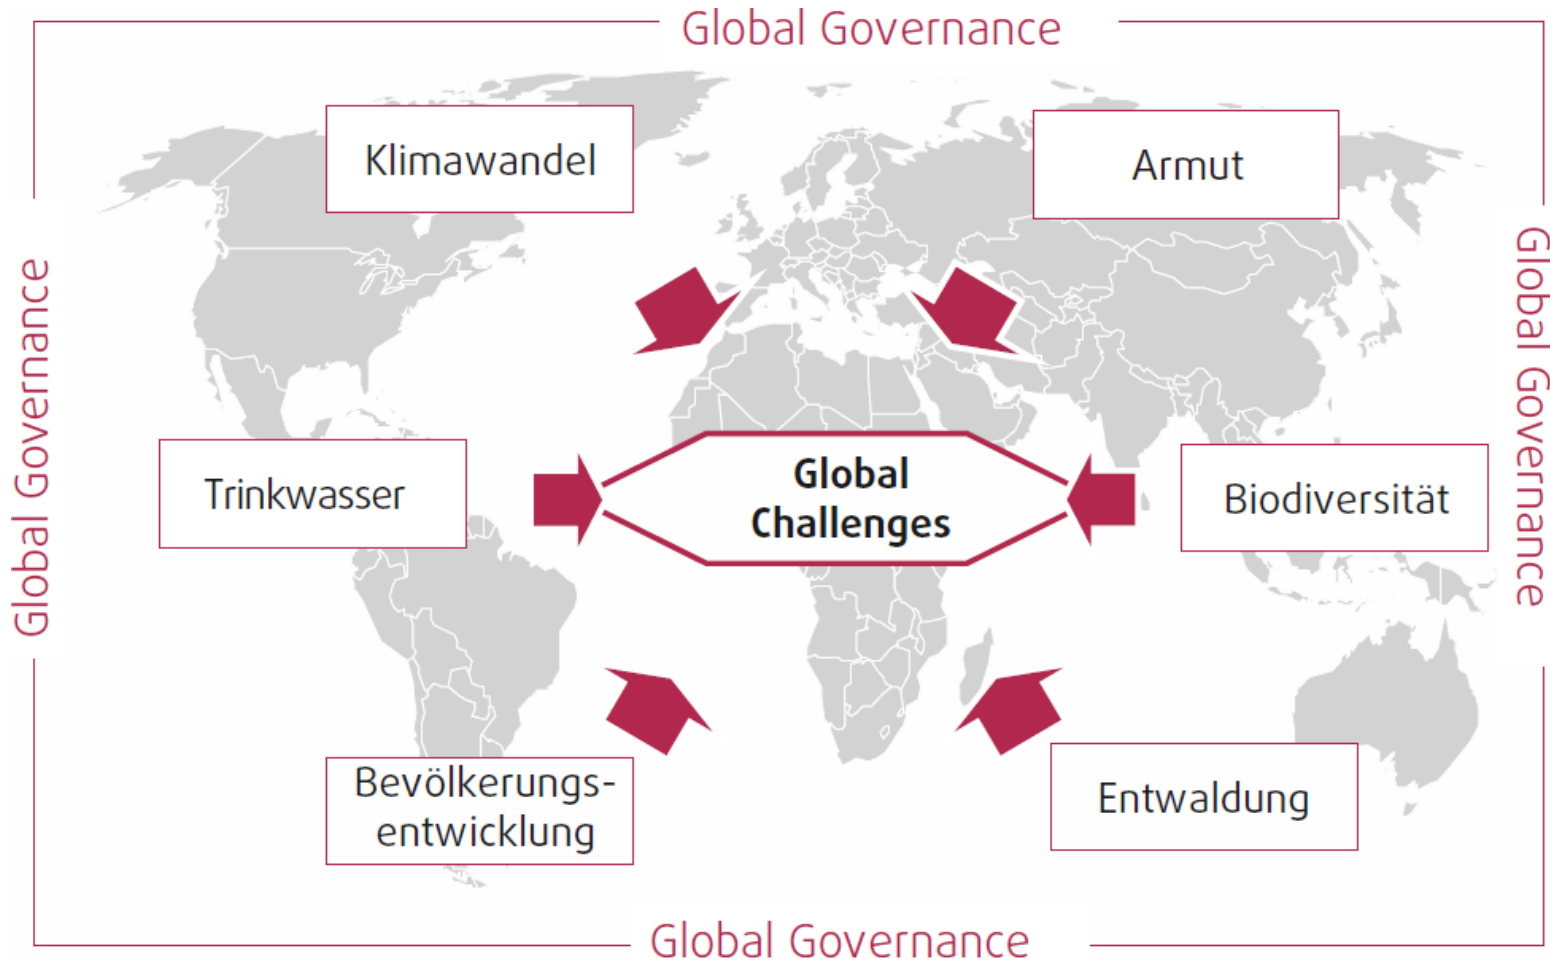 Global Governance
Klimawandel
Armut
Global Governance
Global Governance
Trinkwasser
Global
Challenges
Biodiversität
Bevölkerungs-
entwicklung
Entwaldung
Global Governance